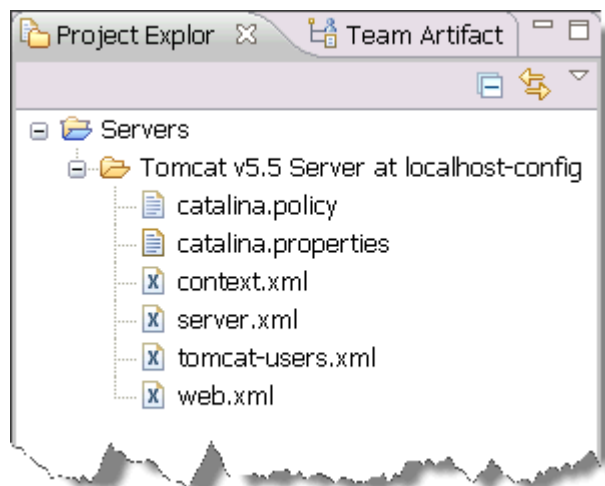 Project Explor Team Artifact
Servers
Tomcat v5.5 Server at localhost-config
catalina.policy
catalina.properties
context.xml
server.xml
tomcat-users.xml
web.xml